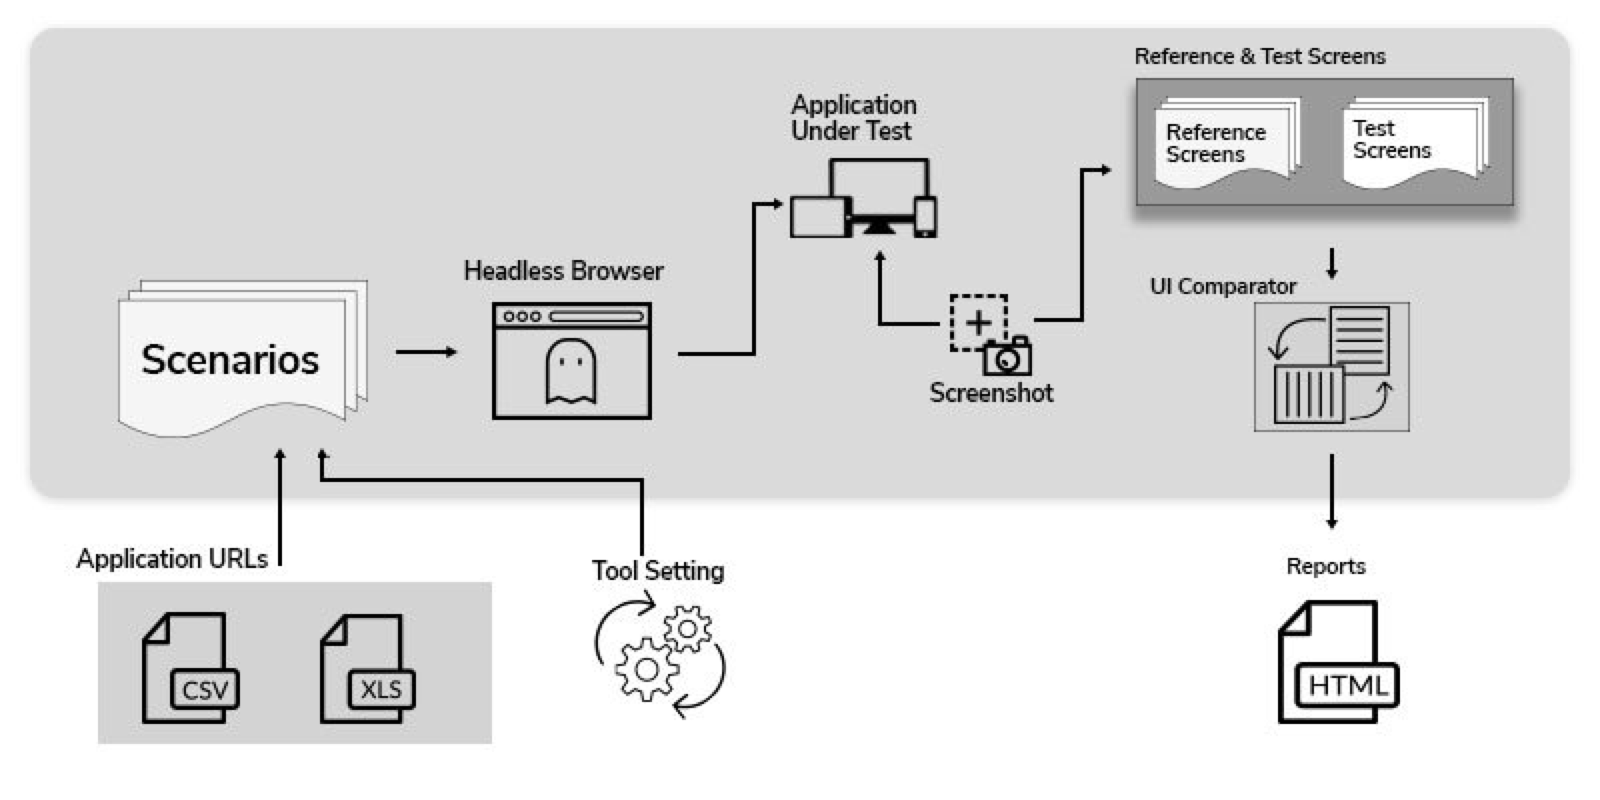 Reference & Test Screens
Application
Under Test
Reference
Screens
Test
Screens
Headless Browser
UI Comparator
Scenarios
Screenshot
Application URLs
Tool Setting
Reports
CSV
XLS
HTML